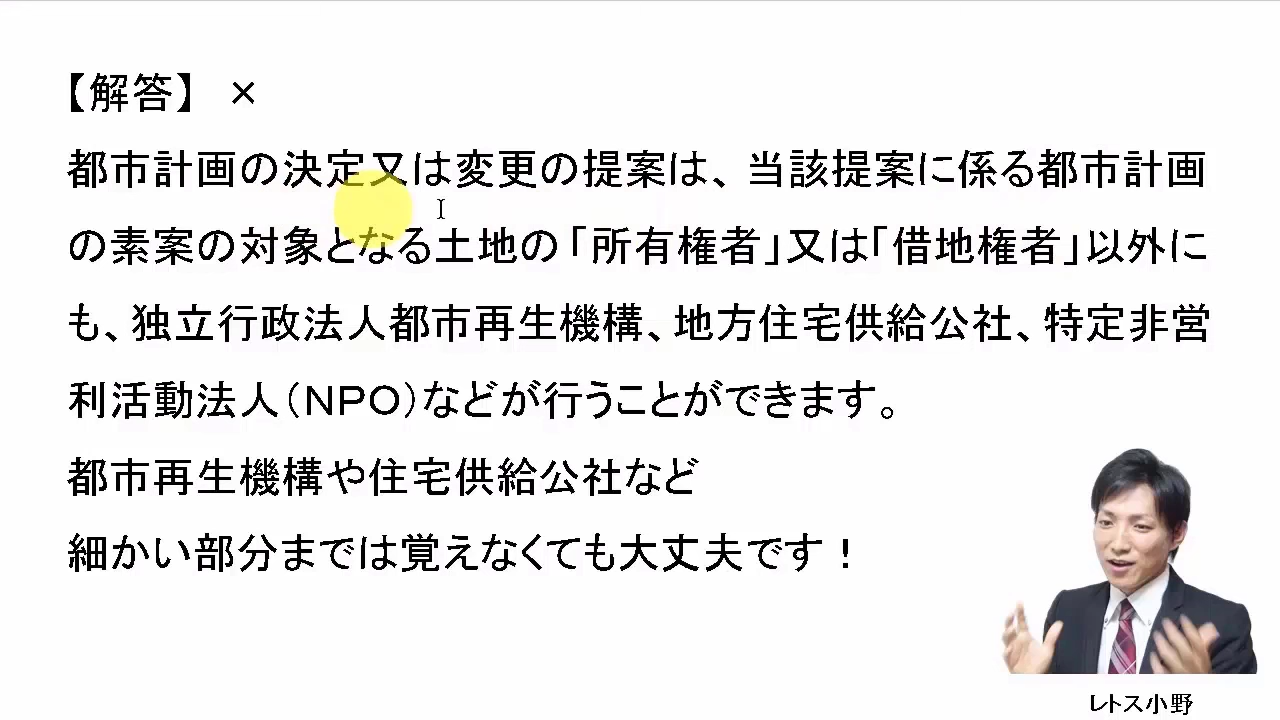 【解答】 ×
都市計画の決定又は変更の提案は、当該提案に係る都市計画
の素案の対象となる土地の「所有権者」又は「借地権者」以外に
も、独立行政法人都市再生機構、地方住宅供給公社、特定非営
利活動法人（ＮＰＯ）などが行うことができます。
都市再生機構や住宅供給公社など
細かい部分までは覚えなくても大丈夫です！
レトス小野